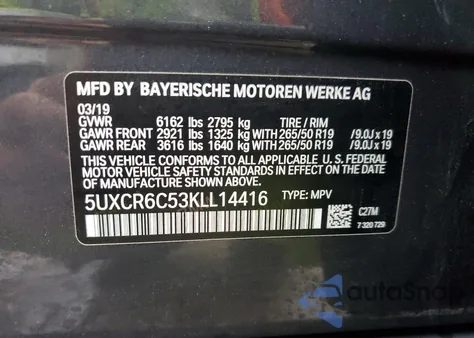 MFD BY BAYERISCHE MOTOREN WERKE AG
03/19
GVWR 6162 lbs 2795 kg TIRE / RIM
GAWR FRONT 2921 lbs 1325 kg WITH 265/50 R19 /9.0J x 19
GAWR REAR 3616 lbs 1640 kg WITH 265/50 R19 /9.0J x 19
THIS VEHICLE CONFORMS TO ALL APPLICABLE U. S. FEDERAL
MOTOR VEHICLE SAFETY STANDARDS IN EFFECT ON THE
DATE OF MANUFACTURE SHOWN ABOVE.
5UXCR6C53KLL14416 TYPE: MPV
C27M
7 320 729